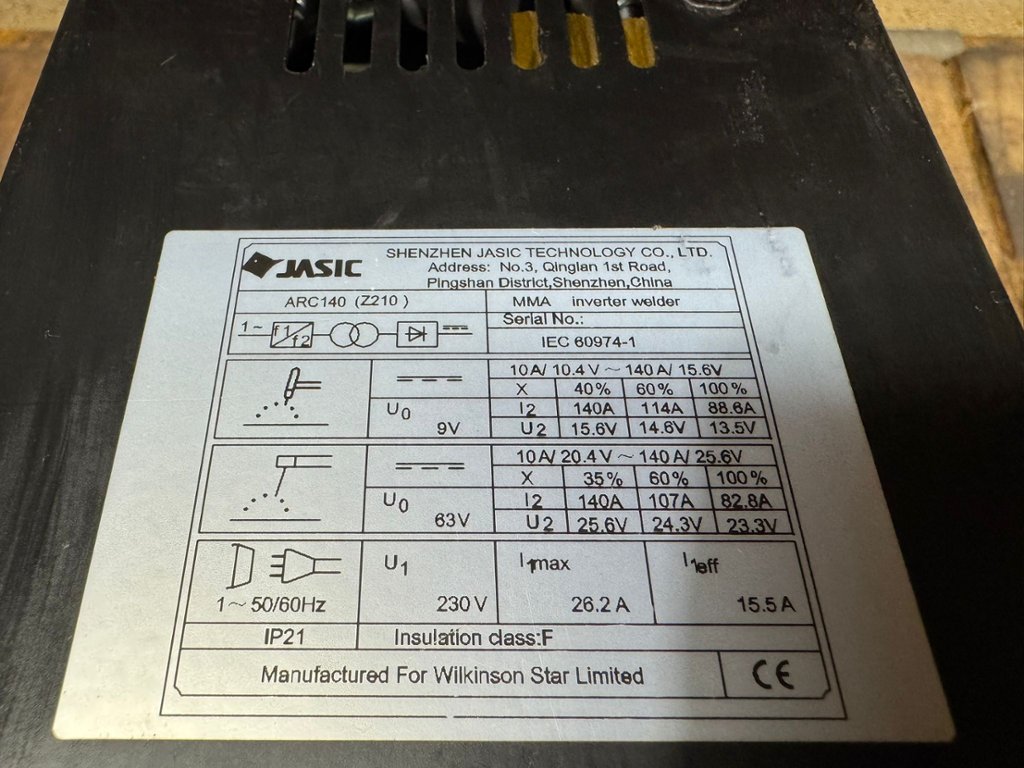 JASIC
SHENZHEN JASIC TECHNOLOGY CO., LTD.
Address: No.3, Qinglan 1st Road,
Pingshan District,Shenzhen,China
ARC140 (Z210)
MMA inverter welder
Serial No.:
1~ f1 f2
IEC 60974-1
10A/10.4V~140A/15.6V
X 40% 60% 100%
U0 I2 140A 114A 88.6A
9V U2 15.6V 14.6V 13.5V
10A/20.4V~140A/25.6V
X 35% 60% 100%
U0 I2 140A 107A 82.8A
63V U2 25.6V 24.3V 23.3V
U1 I1max I1eff
1~50/60Hz 230V 26.2A 15.5A
IP21 Insulation class:F
Manufactured For Wilkinson Star Limited CE